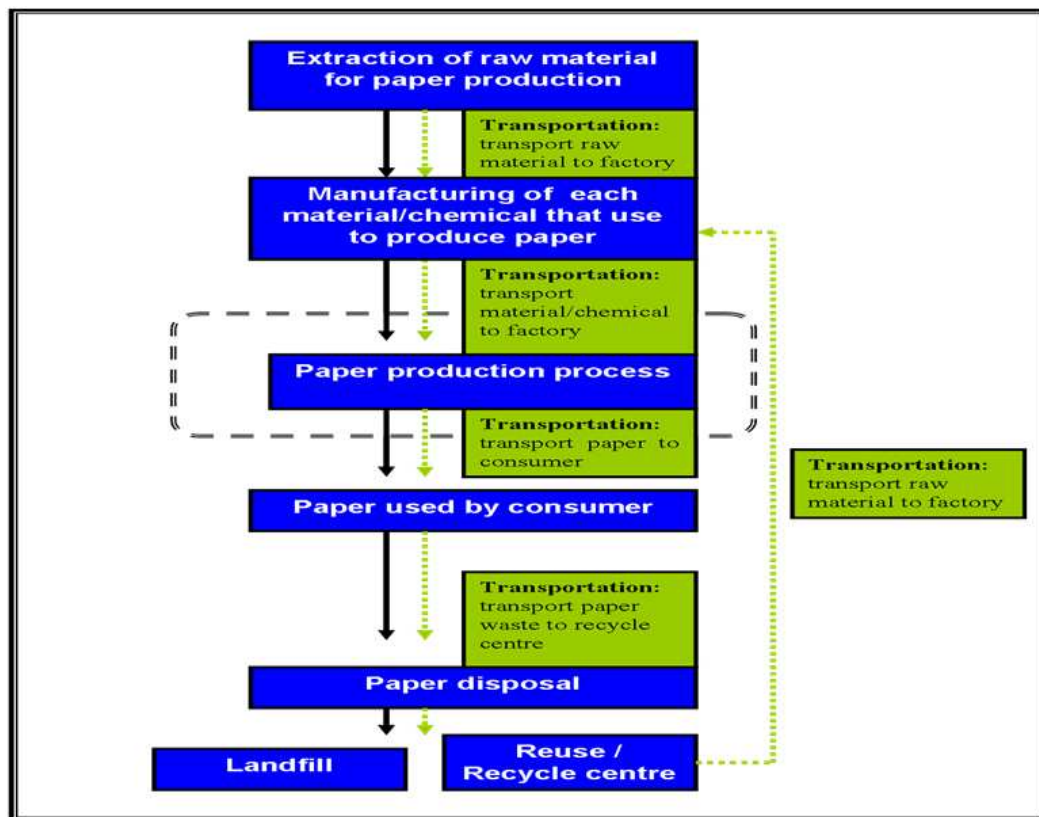 Extraction of raw material
for paper production
Transportation:
transport raw
material to factory
Manufacturing of each
material/chemical that use
to produce paper
Transportation:
transport
material/chemical
to factory
Paper production process
Transportation:
transport paper to
consumer
Paper used by consumer
Transportation:
transport raw
material to factory
Transportation:
transport paper
waste to recycle
centre
Paper disposal
Landfill
Reuse /
Recycle centre